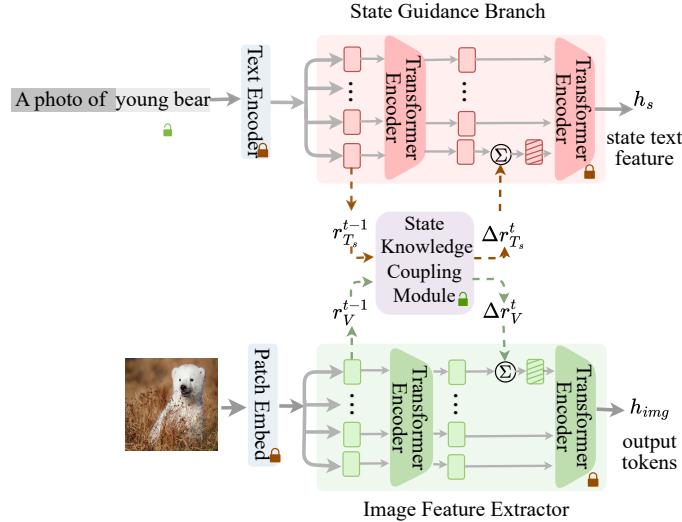 State Guidance Branch
A photo of young bear
Text Encoder
Transformer
Encoder
Transformer
Encoder
Σ
h_s
state text
feature
r_{T_s}^{t-1}
State
Knowledge
Coupling
Module
Δr_{T_s}^{t}
r_V^{t-1}
Δr_V^{t}
Patch Embed
Transformer
Encoder
Σ
Transformer
Encoder
h_{img}
output
tokens
Image Feature Extractor